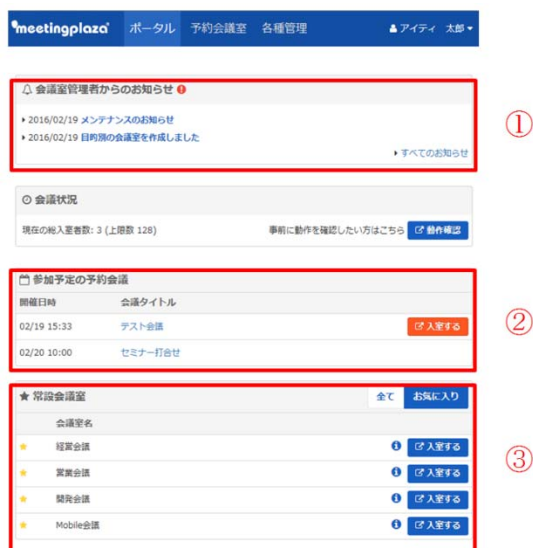 meetingplaza ポータル 予約会議室 各種管理 アイティ 太郎
会議室管理者からのお知らせ
2016/02/19 メンテナンスのお知らせ
2016/02/19 目的別の会議室を作成しました
すべてのお知らせ
①
会議状況
現在の総入室者数: 3 (上限数 128) 事前に動作を確認したい方はこちら 動作確認
参加予定の予約会議
開催日時 会議タイトル
02/19 15:33 テスト会議 入室する
②
02/20 10:00 セミナー打合せ
常設会議室 全て お気に入り
会議室名
経営会議 入室する
営業会議 入室する
③
開発会議 入室する
Mobile会議 入室する